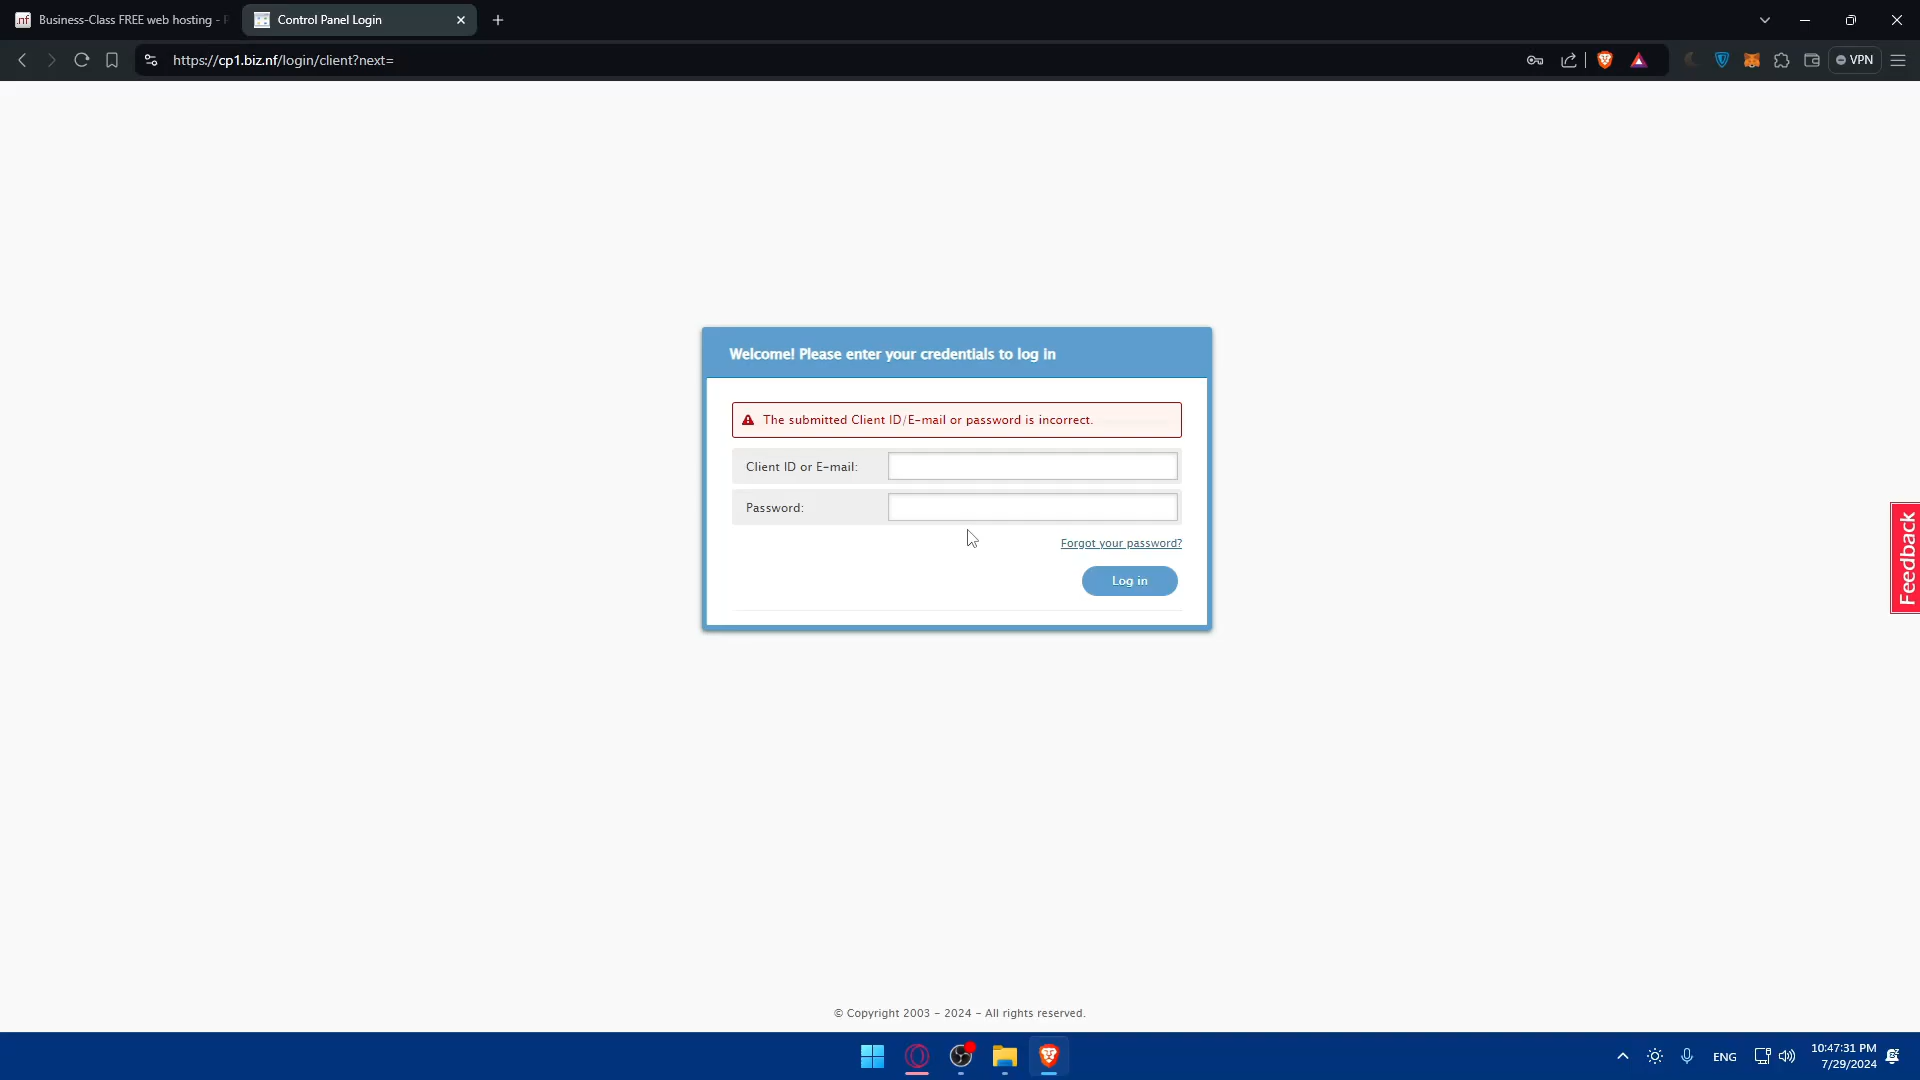 Business-Class FREE web hosting -
Control Panel Login
https://cp1.biz.nf/login/client?next=
VPN
Welcome! Please enter your credentials to log in
The submitted Client ID/E-mail or password is incorrect.
Client ID or E-mail:
Password:
Forgot your password?
Log in
Feedback
© Copyright 2003 - 2024 - All rights reserved.
ENG
10:47:31 PM
7/29/2024